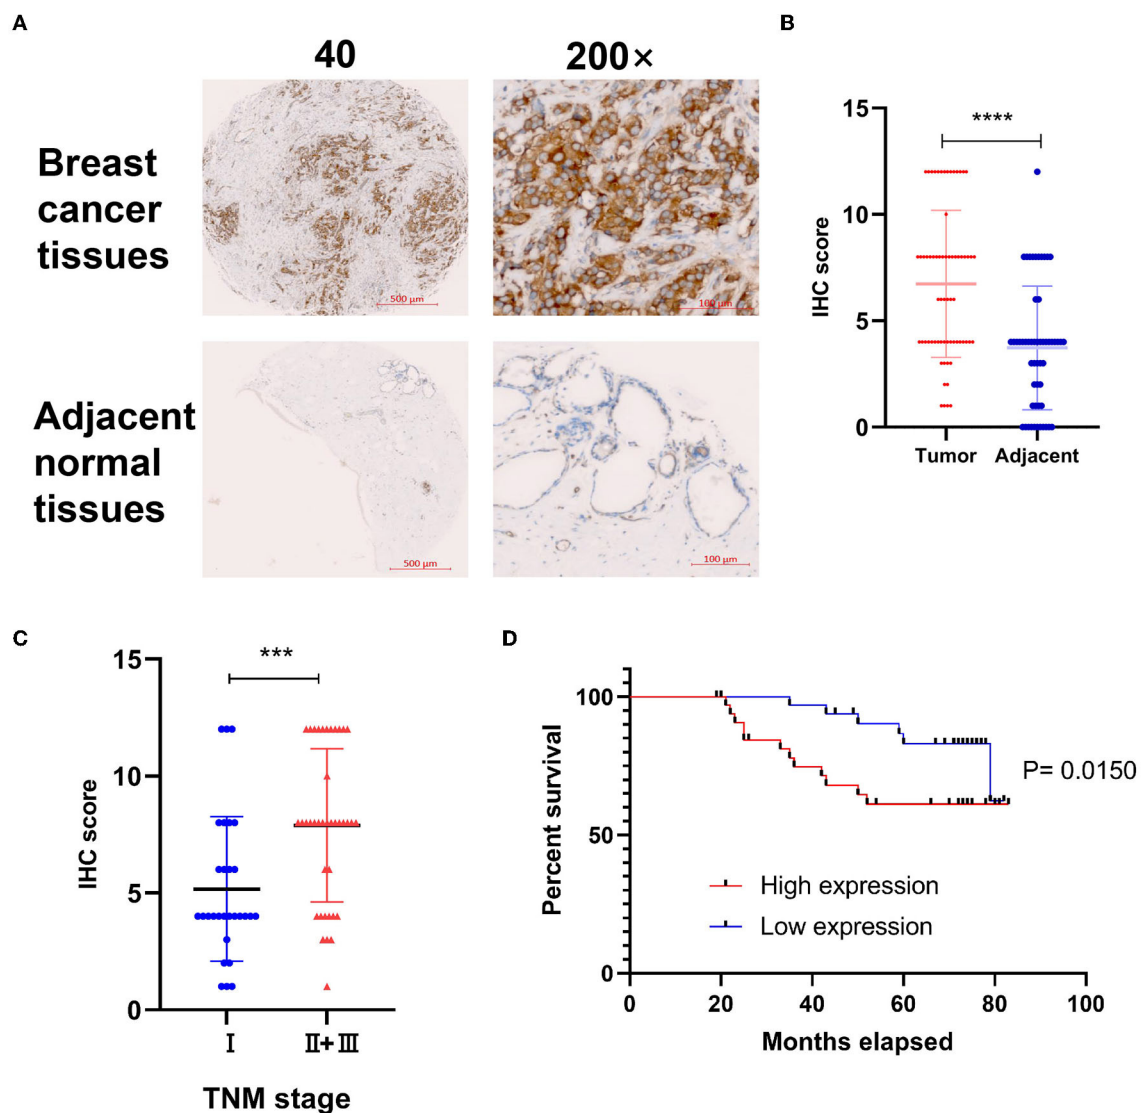 A
40
200×
Breast
cancer
tissues
500 µm
100 µm
Adjacent
normal
tissues
500 µm
100 µm
B
****
15
10
5
0
IHC score
Tumor
Adjacent
C
***
15
10
5
0
IHC score
I
II+III
TNM stage
D
100
50
0
Percent survival
P= 0.0150
High expression
Low expression
0
20
40
60
80
100
Months elapsed